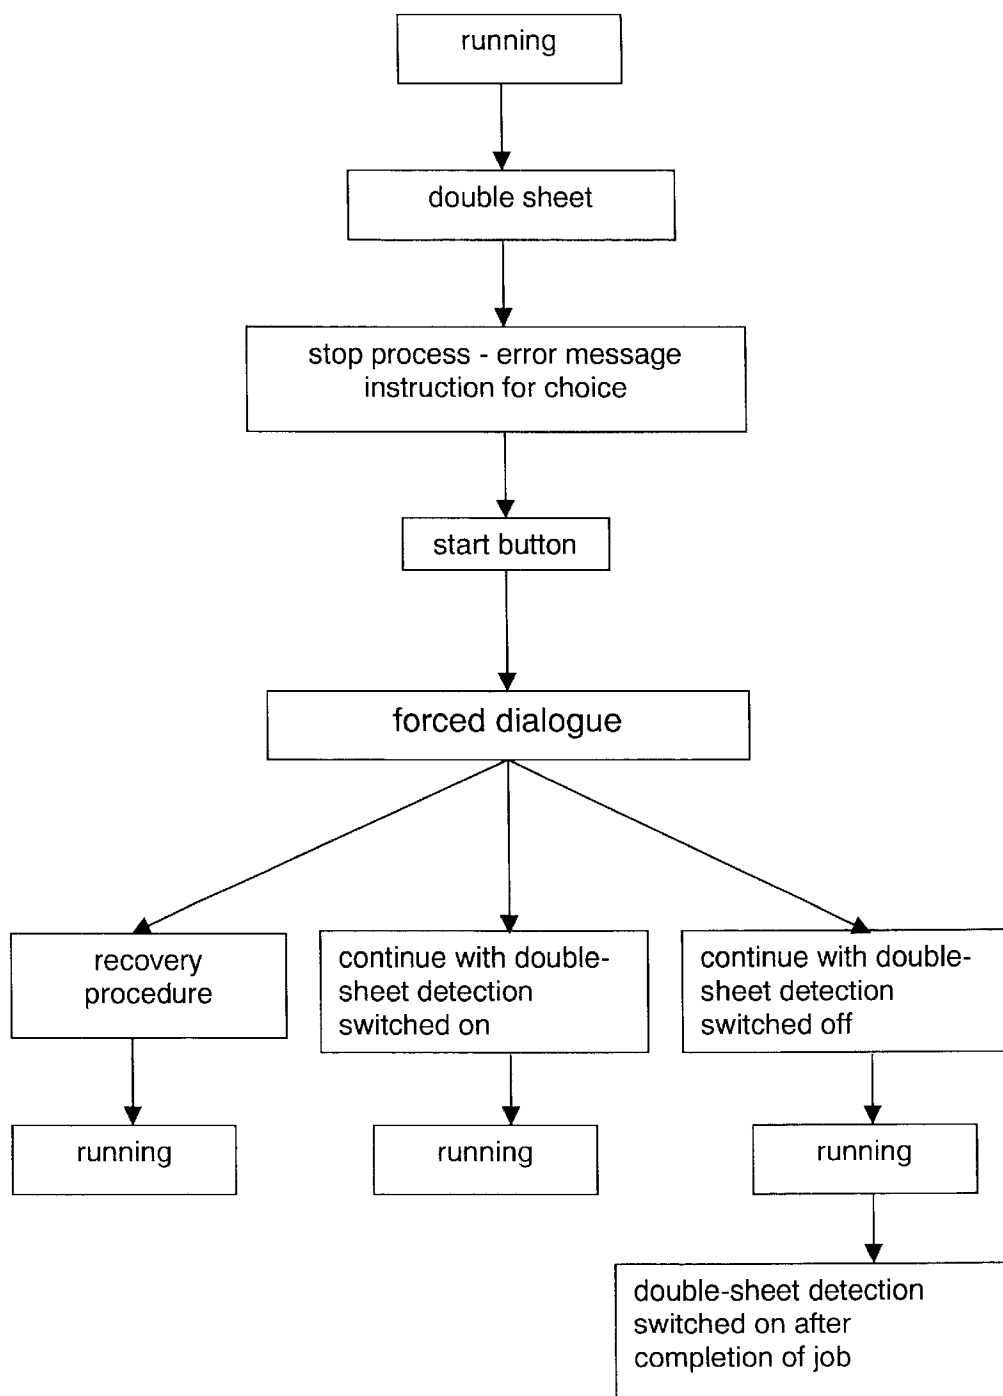 running
double sheet
stop process - error message
instruction for choice
start button
forced dialogue
recovery
procedure
continue with double-
sheet detection
switched on
continue with double-
sheet detection
switched off
running
running
running
double-sheet detection
switched on after
completion of job